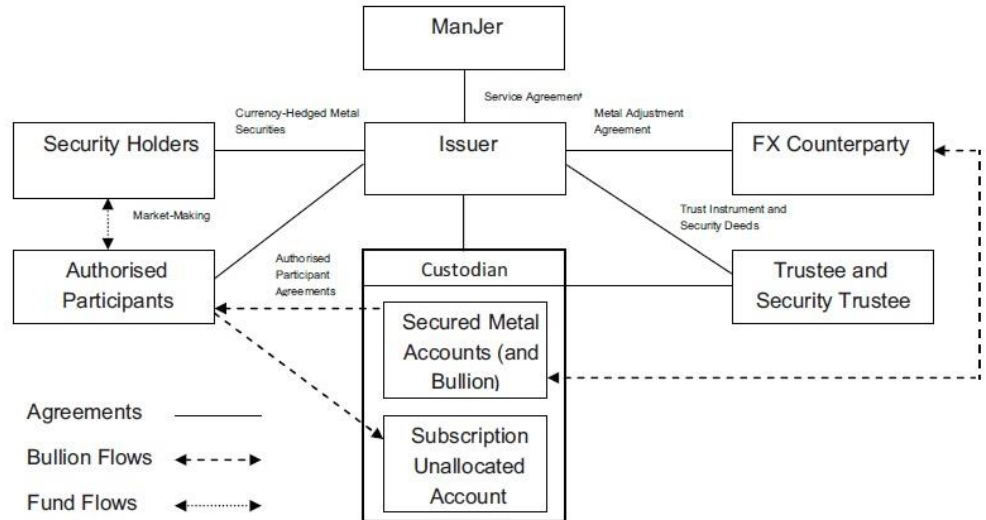 ManJer
Service Agreement
Currency-Hedged Metal
Securities
Metal Adjustment
Agreement
Security Holders
Issuer
FX Counterparty
Market-Making
Trust Instrument and
Security Deeds
Authorised
Participants
Authorised
Participant
Agreements
Custodian
Trustee and
Security Trustee
Secured Metal
Accounts (and
Bullion)
Subscription
Unallocated
Account
Agreements
Bullion Flows
Fund Flows